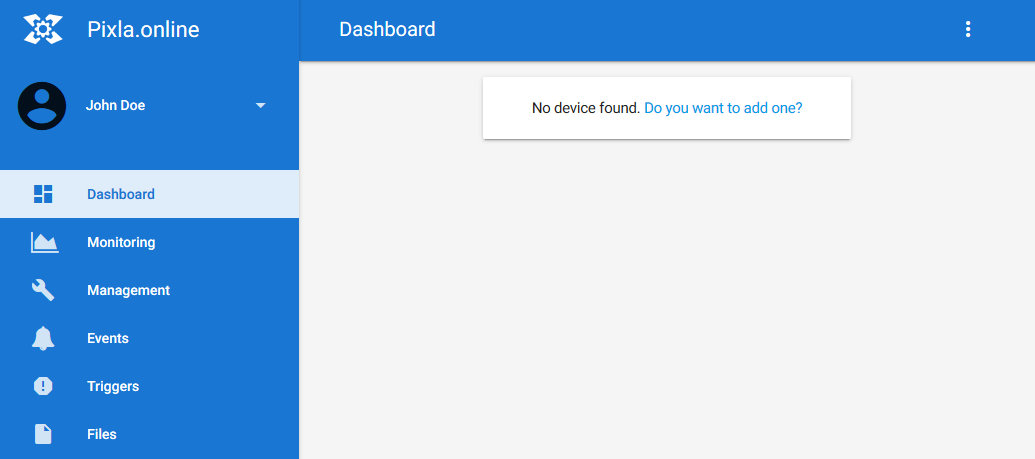 Pixla.online
Dashboard
John Doe
No device found. Do you want to add one?
Dashboard
Monitoring
Management
Events
Triggers
Files